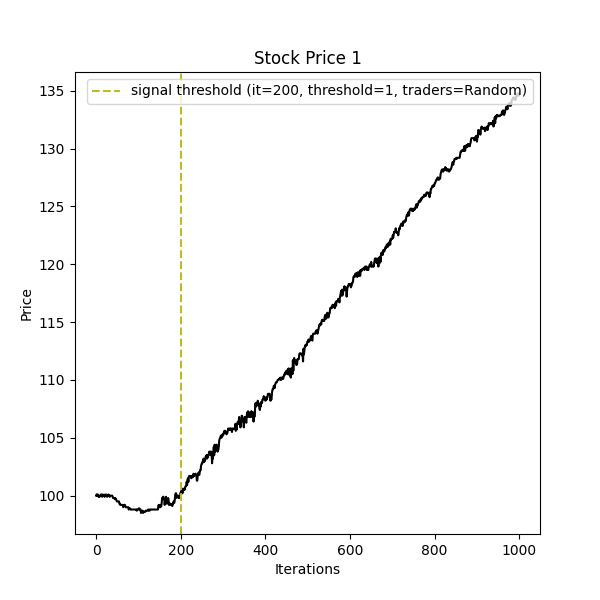 Stock Price 1
signal threshold (it=200, threshold=1, traders=Random)
135
130
125
120
115
110
105
100
Price
0 200 400 600 800 1000
Iterations